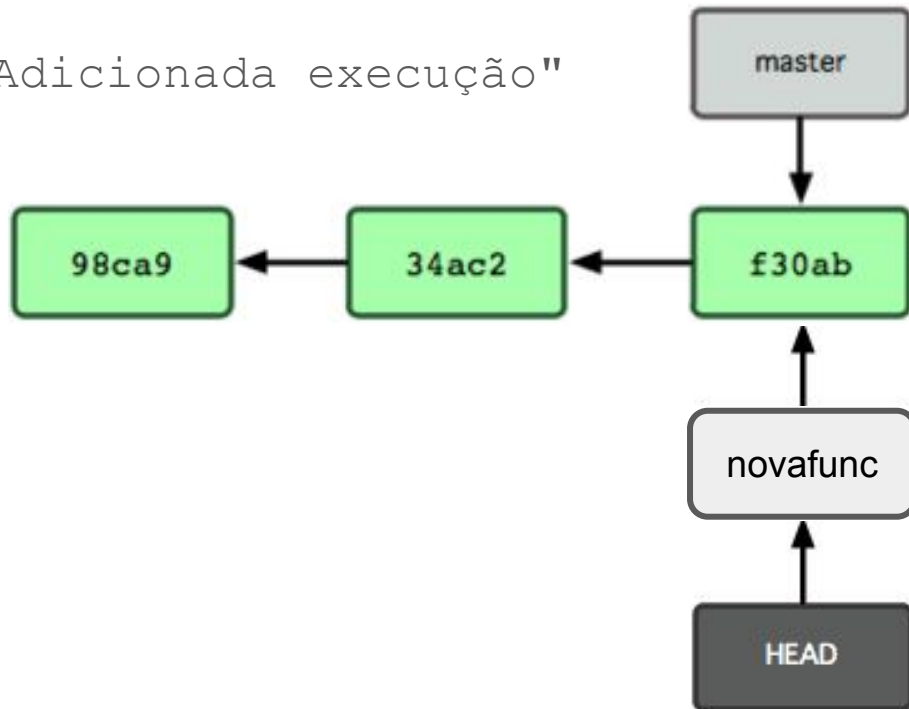 Adicionada execução"
master
98ca9
34ac2
f30ab
novafunc
HEAD